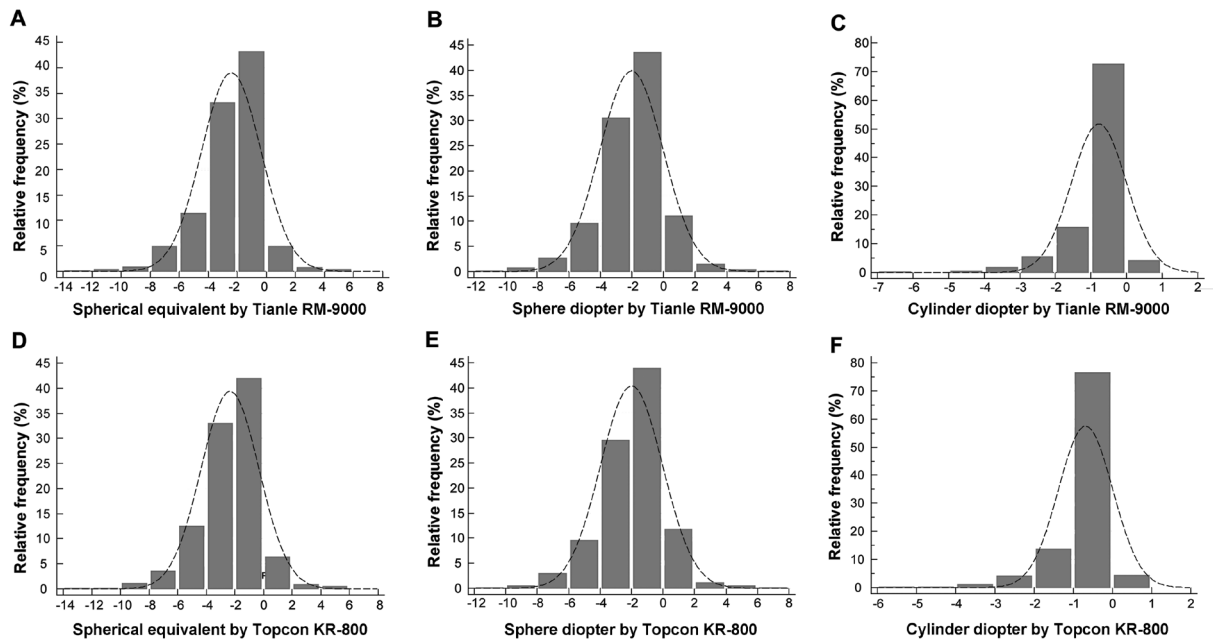 A
Relative frequency (%)
45
40
35
30
25
20
15
10
5
0
-14 -12 -10 -8 -6 -4 -2 0 2 4 6 8
Spherical equivalent by Tianle RM-9000
B
Relative frequency (%)
45
40
35
30
25
20
15
10
5
0
-12 -10 -8 -6 -4 -2 0 2 4 6 8
Sphere diopter by Tianle RM-9000
C
Relative frequency (%)
80
70
60
50
40
30
20
10
0
-7 -6 -5 -4 -3 -2 -1 0 1 2
Cylinder diopter by Tianle RM-9000
D
Relative frequency (%)
45
40
35
30
25
20
15
10
5
0
-14 -12 -10 -8 -6 -4 -2 0 2 4 6 8
Spherical equivalent by Topcon KR-800
E
Relative frequency (%)
45
40
35
30
25
20
15
10
5
0
-12 -10 -8 -6 -4 -2 0 2 4 6 8
Sphere diopter by Topcon KR-800
F
Relative frequency (%)
80
70
60
50
40
30
20
10
0
-6 -5 -4 -3 -2 -1 0 1 2
Cylinder diopter by Topcon KR-800